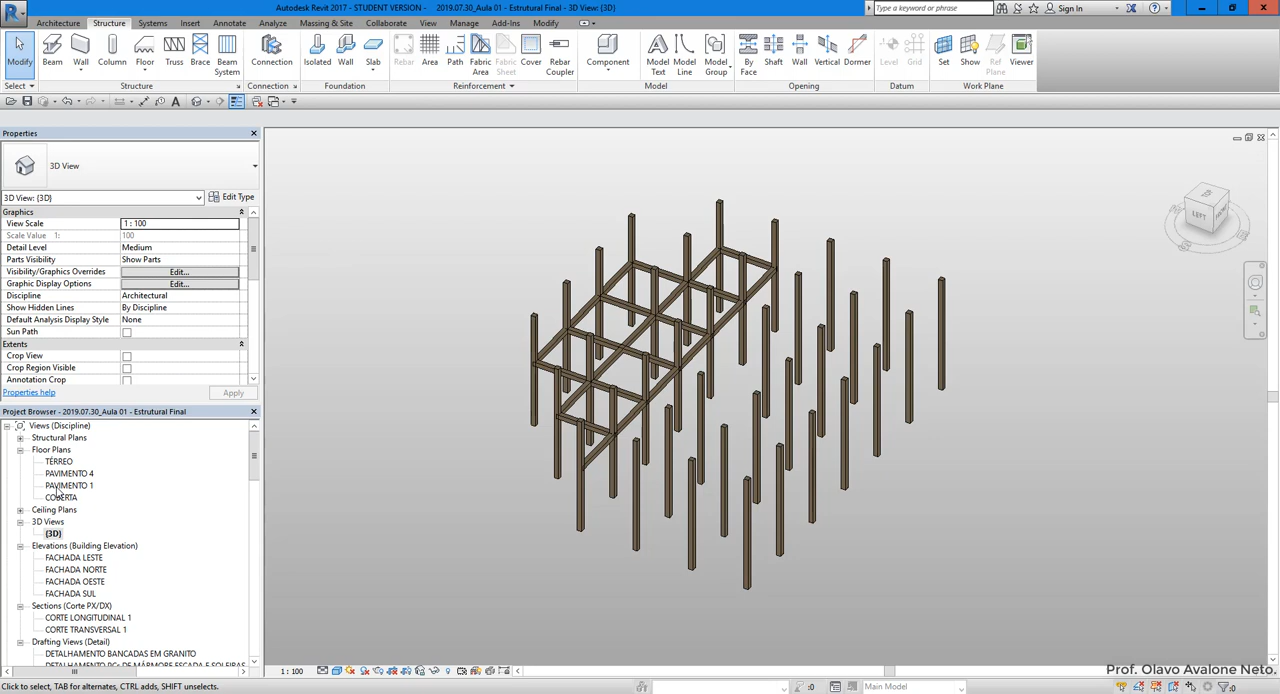 Autodesk Revit 2017 - STUDENT VERSION - 2019.07.30_Aula 01 - Estrutural Final - 3D View: {3D}
Type a keyword or phrase
Sign In
Architecture Structure Systems Insert Annotate Analyze Massing & Site Collaborate View Manage Add-Ins Modify
Modify Beam Wall Column Floor Truss Brace Beam System Connection Isolated Wall Slab Rebar Area Path Fabric Area Fabric Sheet Cover Rebar Coupler Component Model Text Model Line Model Group By Face Shaft Wall Vertical Dormer Level Grid Set Show Ref Plane Viewer
Select Structure Connection Foundation Reinforcement Model Opening Datum Work Plane
Properties
3D View
3D View: {3D} Edit Type
Graphics
View Scale 1 : 100
Scale Value 1: 100
Detail Level Medium
Parts Visibility Show Parts
Visibility/Graphics Overrides Edit...
Graphic Display Options Edit...
Discipline Architectural
Show Hidden Lines By Discipline
Default Analysis Display Style None
Sun Path
Extents
Crop View
Crop Region Visible
Annotation Crop
Properties help Apply
Project Browser - 2019.07.30_Aula 01 - Estrutural Final
Views (Discipline)
Structural Plans
Floor Plans
TÉRREO
PAVIMENTO 4
PAVIMENTO 1
COBERTA
Ceiling Plans
3D Views
{3D}
Elevations (Building Elevation)
FACHADA LESTE
FACHADA NORTE
FACHADA OESTE
FACHADA SUL
Sections (Corte PX/DX)
CORTE LONGITUDINAL 1
CORTE TRANSVERSAL 1
Drafting Views (Detail)
DETALHAMENTO BANCADAS EM GRANITO
DETALHAMENTO PÇs DE MÁRMORE ESCADA E SOLEIRAS
LEFT
1 : 100
Prof. Olavo Avalone Neto.
Click to select, TAB for alternates, CTRL adds, SHIFT unselects.
:0
Main Model
:0